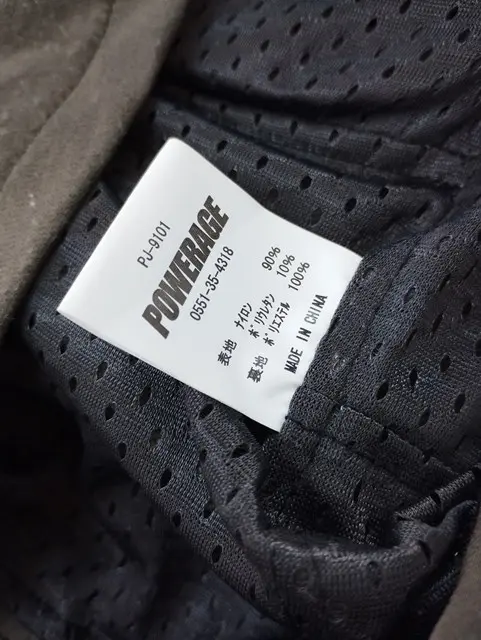 PJ-9101
POWERAGE
0551-35-4318
表地 ナイロン 90%
ポリウレタン 10%
裏地 ポリエステル 100%
MADE IN CHINA